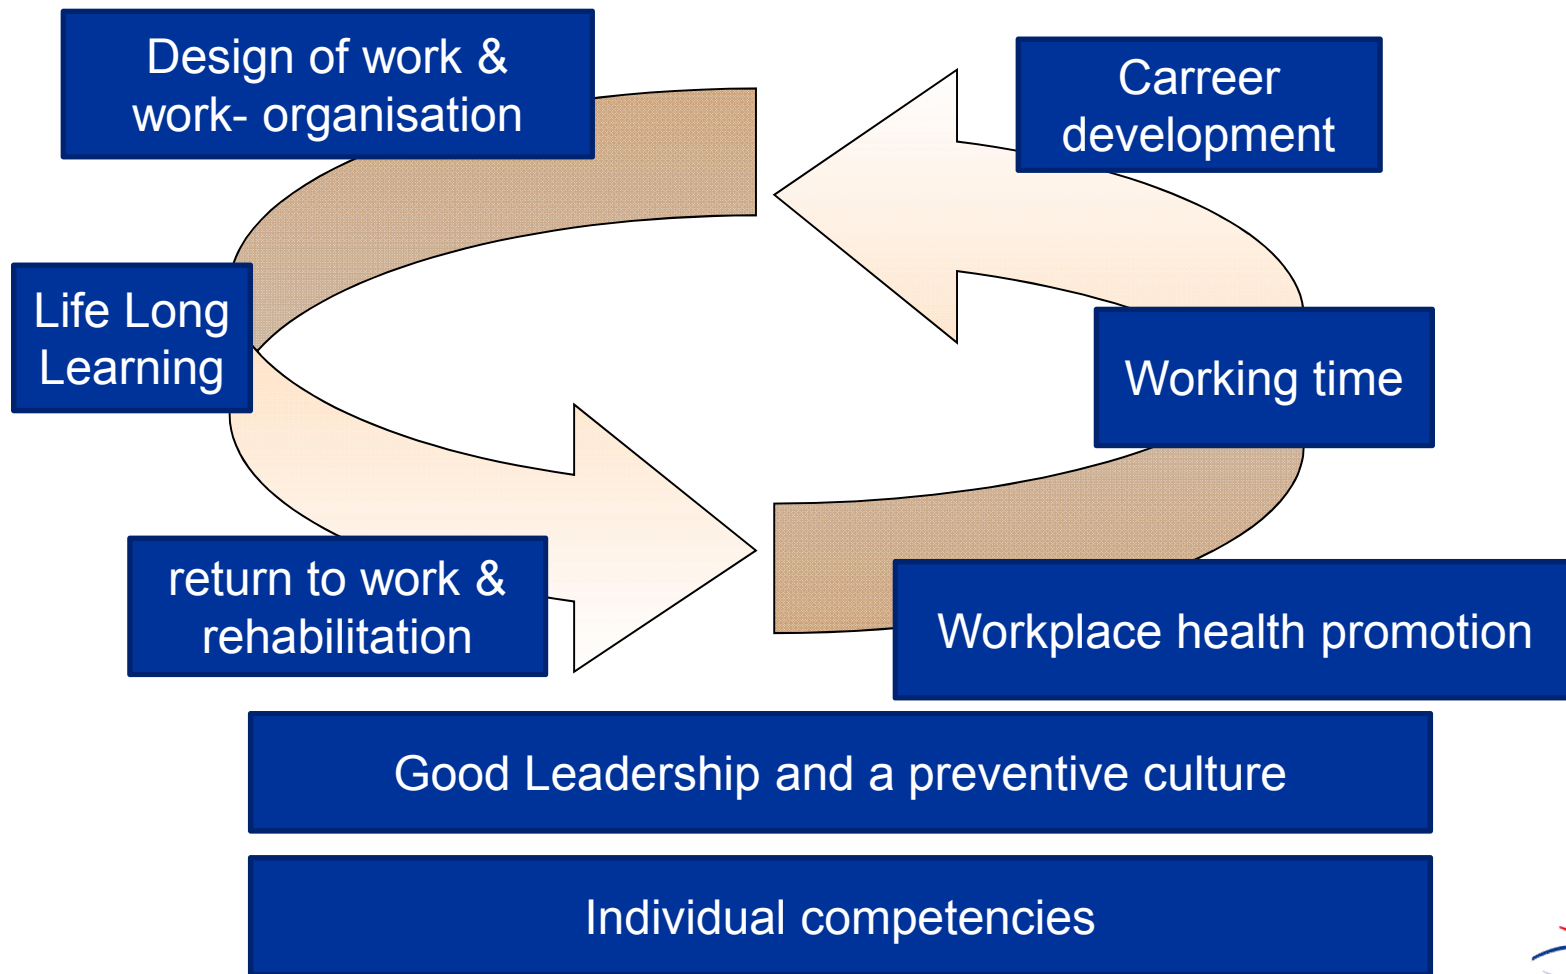 Design of work &
work- organisation
Carreer
development
Life Long
Learning
Working time
return to work &
rehabilitation
Workplace health promotion
Good Leadership and a preventive culture
Individual competencies